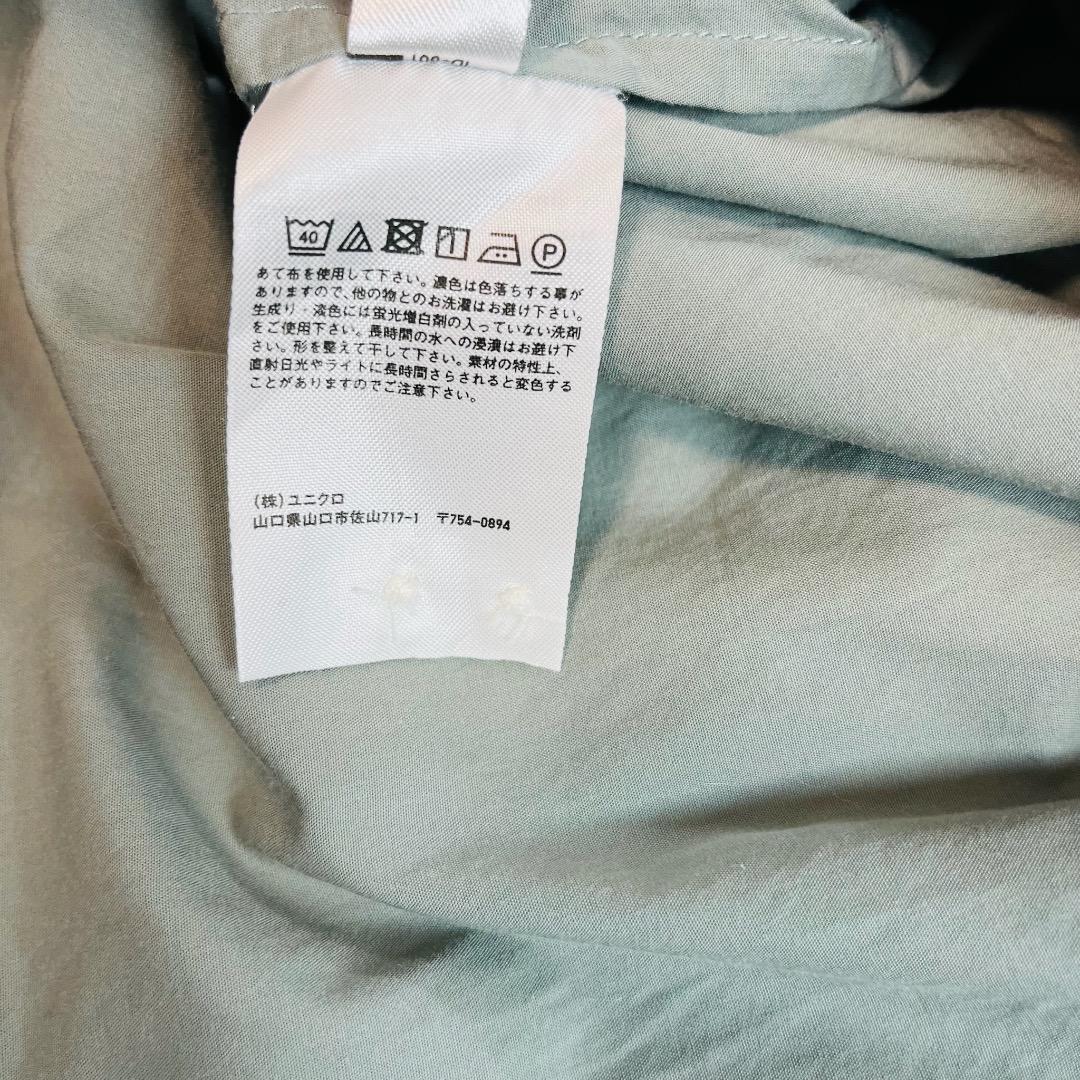 40
P
あて布を使用して下さい。濃色は色落ちする事が
ありますので、他の物とのお洗濯はお避け下さい。
生成り・淡色には蛍光増白剤の入っていない洗剤
をご使用下さい。長時間の水への浸漬はお避け下
さい。形を整えて干して下さい。素材の特性上、
直射日光やライトに長時間さらされると変色する
ことがありますのでご注意下さい。
(株)ユニクロ
山口県山口市佐山717-1 〒754-0894